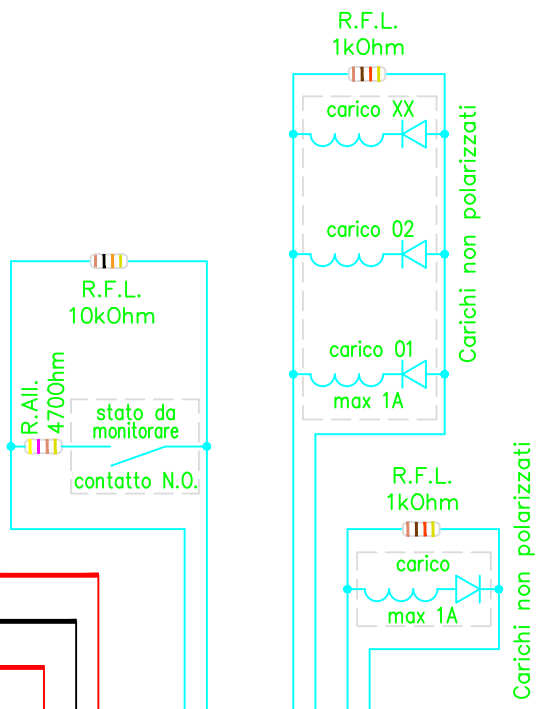 R.F.L.
1kOhm
carico XX
carico 02
carico 01
max 1A
Carichi non polarizzati
R.F.L.
10kOhm
R.All.
470Ohm
stato da
monitorare
contatto N.O.
R.F.L.
1kOhm
carico
max 1A
Carichi non polarizzati